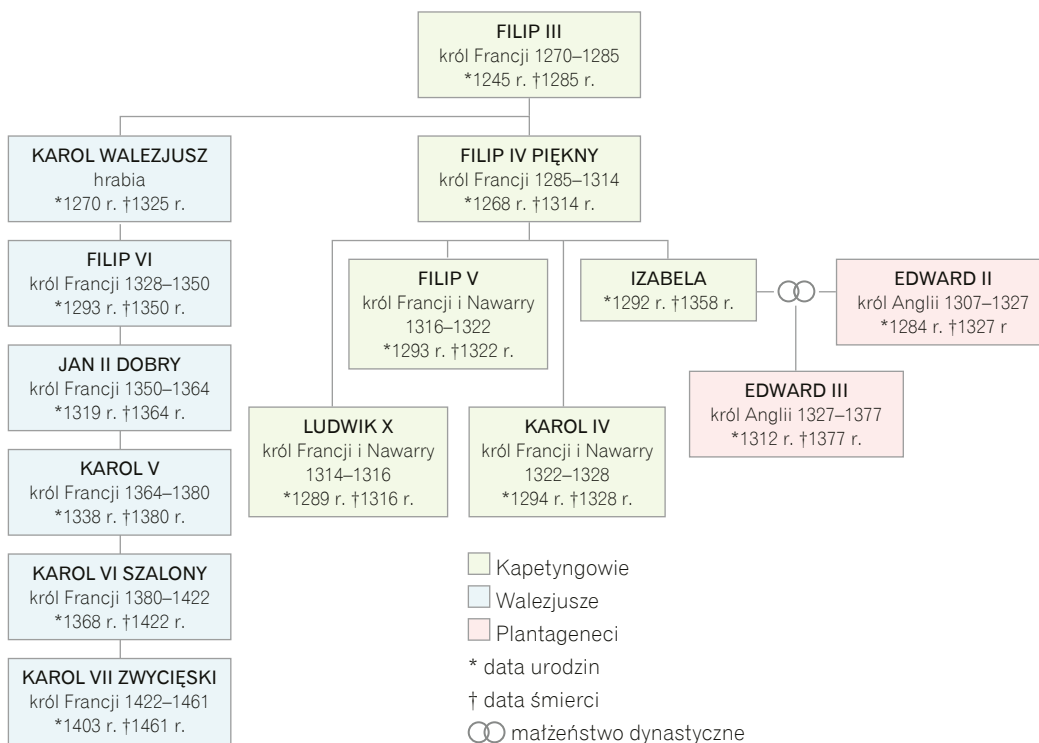 FILIP III
król Francji 1270–1285
*1245 r. †1285 r.
KAROL WALEZJUSZ
hrabia
*1270 r. †1325 r.
FILIP IV PIĘKNY
król Francji 1285–1314
*1268 r. †1314 r.
FILIP VI
król Francji 1328–1350
*1293 r. †1350 r.
FILIP V
król Francji i Nawarry
1316–1322
*1293 r. †1322 r.
IZABELA
*1292 r. †1358 r.
EDWARD II
król Anglii 1307–1327
*1284 r. †1327 r
JAN II DOBRY
król Francji 1350–1364
*1319 r. †1364 r.
EDWARD III
król Anglii 1327–1377
*1312 r. †1377 r.
LUDWIK X
król Francji i Nawarry
1314–1316
*1289 r. †1316 r.
KAROL IV
król Francji i Nawarry
1322–1328
*1294 r. †1328 r.
KAROL V
król Francji 1364–1380
*1338 r. †1380 r.
KAROL VI SZALONY
król Francji 1380–1422
*1368 r. †1422 r.
KAROL VII ZWYCIĘSKI
król Francji 1422–1461
*1403 r. †1461 r.
Kapetyngowie
Walezjusze
Plantageneci
* data urodzin
† data śmierci
małżeństwo dynastyczne